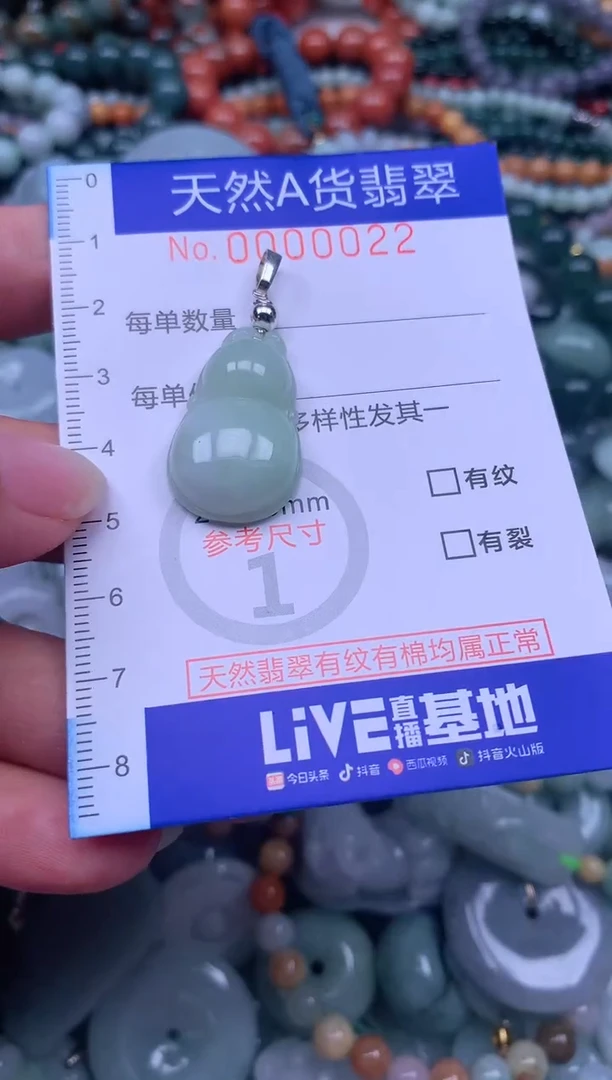 天然A货翡翠
No. 0000022
每单数量
每单
多样性发其一
mm
参考尺寸
1
有纹
有裂
天然翡翠有纹有棉均属正常
LiVE直播基地
今日头条 抖音 西瓜视频 抖音火山版
0
1
2
3
4
5
6
7
8